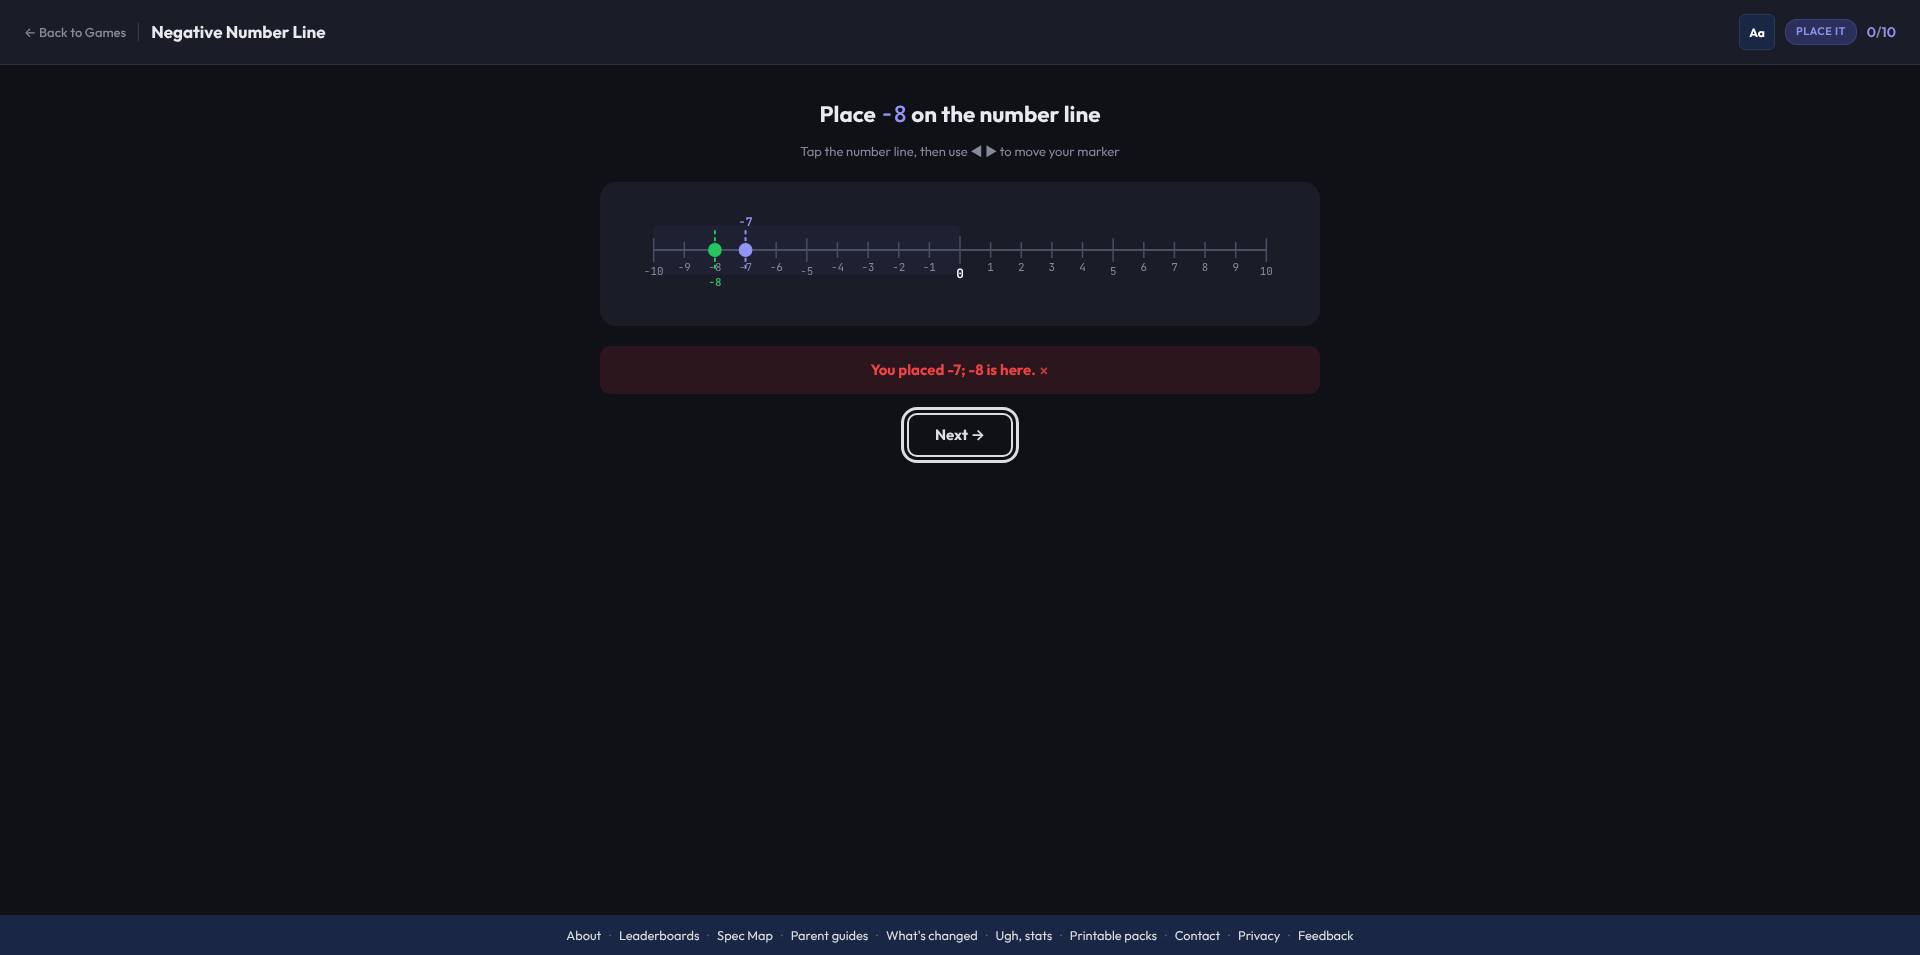 ← Back to Games
Negative Number Line
Aa
PLACE IT
0/10
Place -8 on the number line
Tap the number line, then use ◀ ▶ to move your marker
-7
-10 -9 -8 -7 -6 -5 -4 -3 -2 -1 0 1 2 3 4 5 6 7 8 9 10
-8
You placed -7; -8 is here. ×
Next →
About · Leaderboards · Spec Map · Parent guides · What's changed · Ugh, stats · Printable packs · Contact · Privacy · Feedback